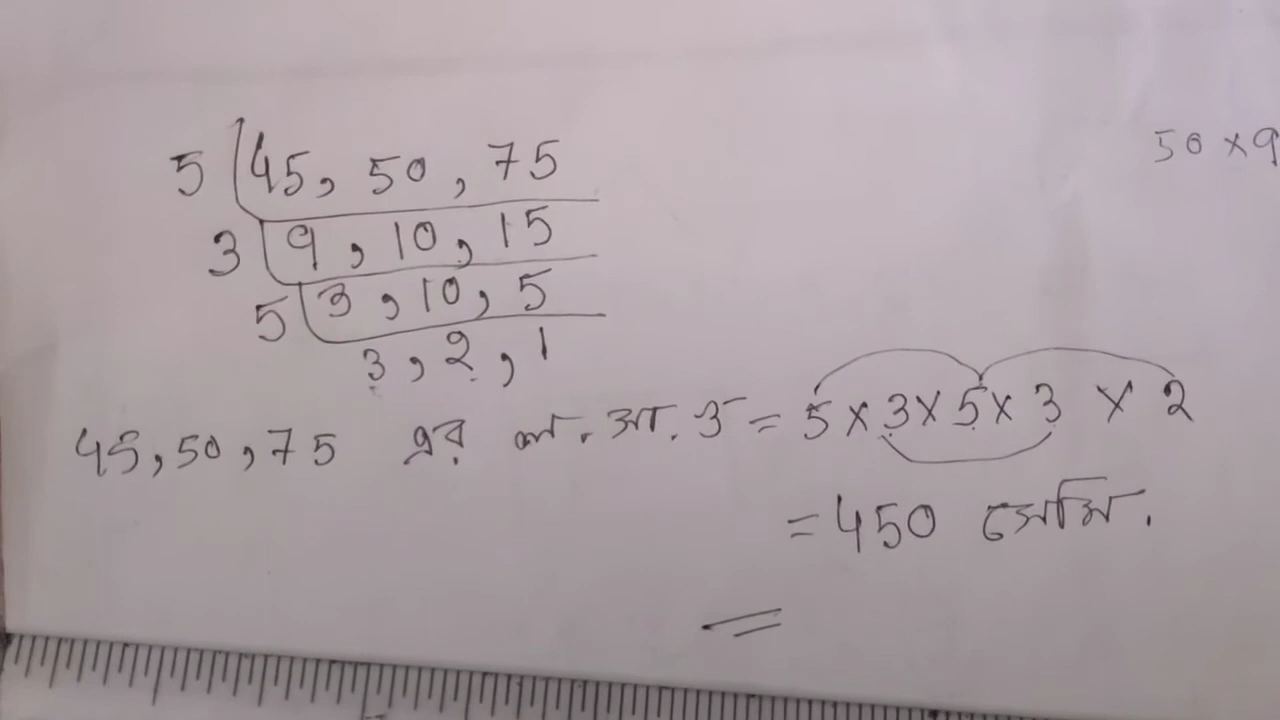 50 × 9
5 45, 50, 75
3 9, 10, 15
5 3, 10, 5
3, 2, 1
45, 50, 75 এর ল.সা.গু = 5 × 3 × 5 × 3 × 2
= 450 সেমি.
=